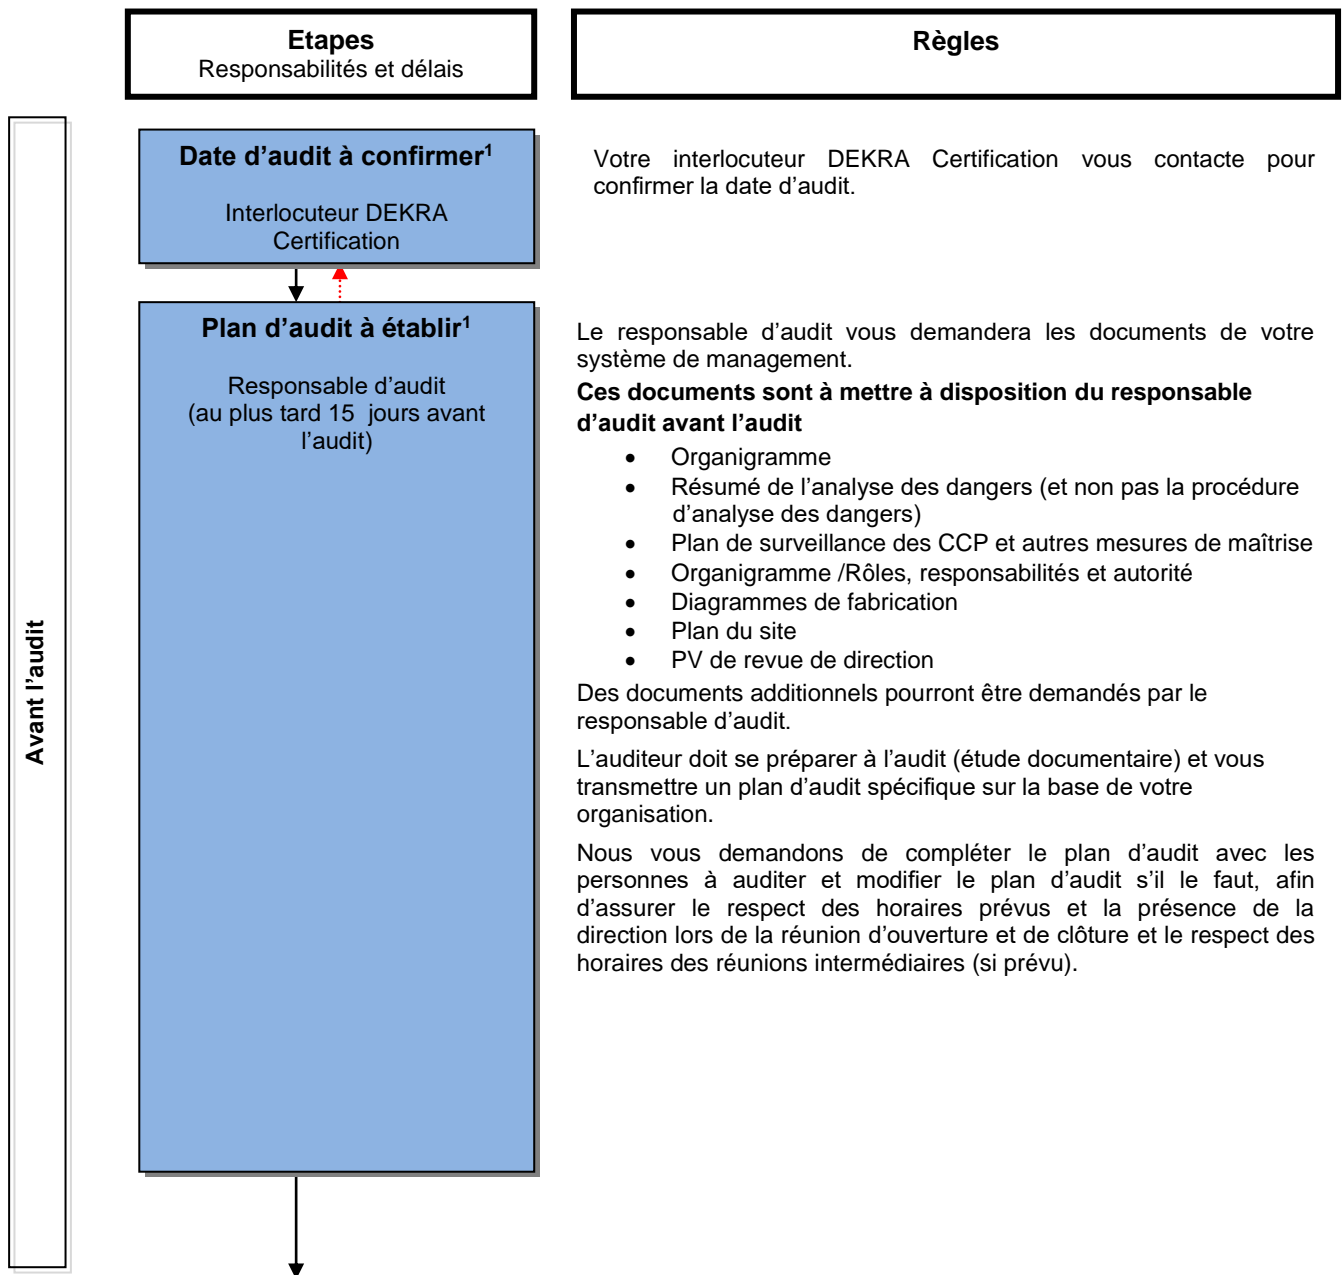 Etapes
Responsabilités et délais
Règles
Avant l'audit
Date d'audit à confirmer¹
Interlocuteur DEKRA
Certification
Votre interlocuteur DEKRA Certification vous contacte pour
confirmer la date d'audit.
Plan d'audit à établir¹
Responsable d'audit
(au plus tard 15 jours avant
l'audit)
Le responsable d'audit vous demandera les documents de votre
système de management.
Ces documents sont à mettre à disposition du responsable
d'audit avant l'audit
• Organigramme
• Résumé de l'analyse des dangers (et non pas la procédure
d'analyse des dangers)
• Plan de surveillance des CCP et autres mesures de maîtrise
• Organigramme /Rôles, responsabilités et autorité
• Diagrammes de fabrication
• Plan du site
• PV de revue de direction
Des documents additionnels pourront être demandés par le
responsable d'audit.
L'auditeur doit se préparer à l'audit (étude documentaire) et vous
transmettre un plan d'audit spécifique sur la base de votre
organisation.
Nous vous demandons de compléter le plan d'audit avec les
personnes à auditer et modifier le plan d'audit s'il le faut, afin
d'assurer le respect des horaires prévus et la présence de la
direction lors de la réunion d'ouverture et de clôture et le respect des
horaires des réunions intermédiaires (si prévu).